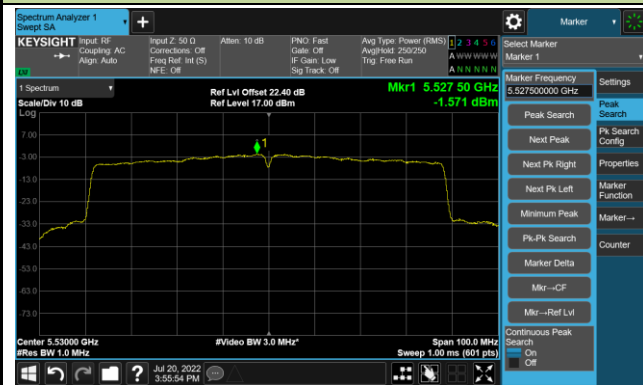 Spectrum Analyzer 1
Swept SA
Marker
KEYSIGHT
Input: RF
Coupling: AC
Align: Auto
Input Z: 50 Ω
Corrections: Off
Freq Ref: Int (S)
NFE: Off
Atten: 10 dB
PNO: Fast
Gate: Off
IF Gain: Low
Sig Track: Off
Avg Type: Power (RMS)
Avg|Hold: 250/250
Trig: Free Run
1 2 3 4 5 6
A W W W W W
A N N N N N
LXI
1 Spectrum
Scale/Div 10 dB
Log
Ref Lvl Offset 22.40 dB
Ref Level 17.00 dBm
Mkr1 5.527 50 GHz
-1.571 dBm
1
7.00
-3.00
-13.0
-23.0
-33.0
-43.0
-53.0
-63.0
-73.0
Center 5.53000 GHz
#Res BW 1.0 MHz
#Video BW 3.0 MHz*
Span 100.0 MHz
Sweep 1.00 ms (601 pts)
Jul 20, 2022
3:55:54 PM
Select Marker
Marker 1
Marker Frequency
5.527500000 GHz
Peak Search
Next Peak
Next Pk Right
Next Pk Left
Minimum Peak
Pk-Pk Search
Marker Delta
Mkr→CF
Mkr→Ref Lvl
Continuous Peak
Search
On
Off
Settings
Peak
Search
Pk Search
Config
Properties
Marker
Function
Marker→
Counter